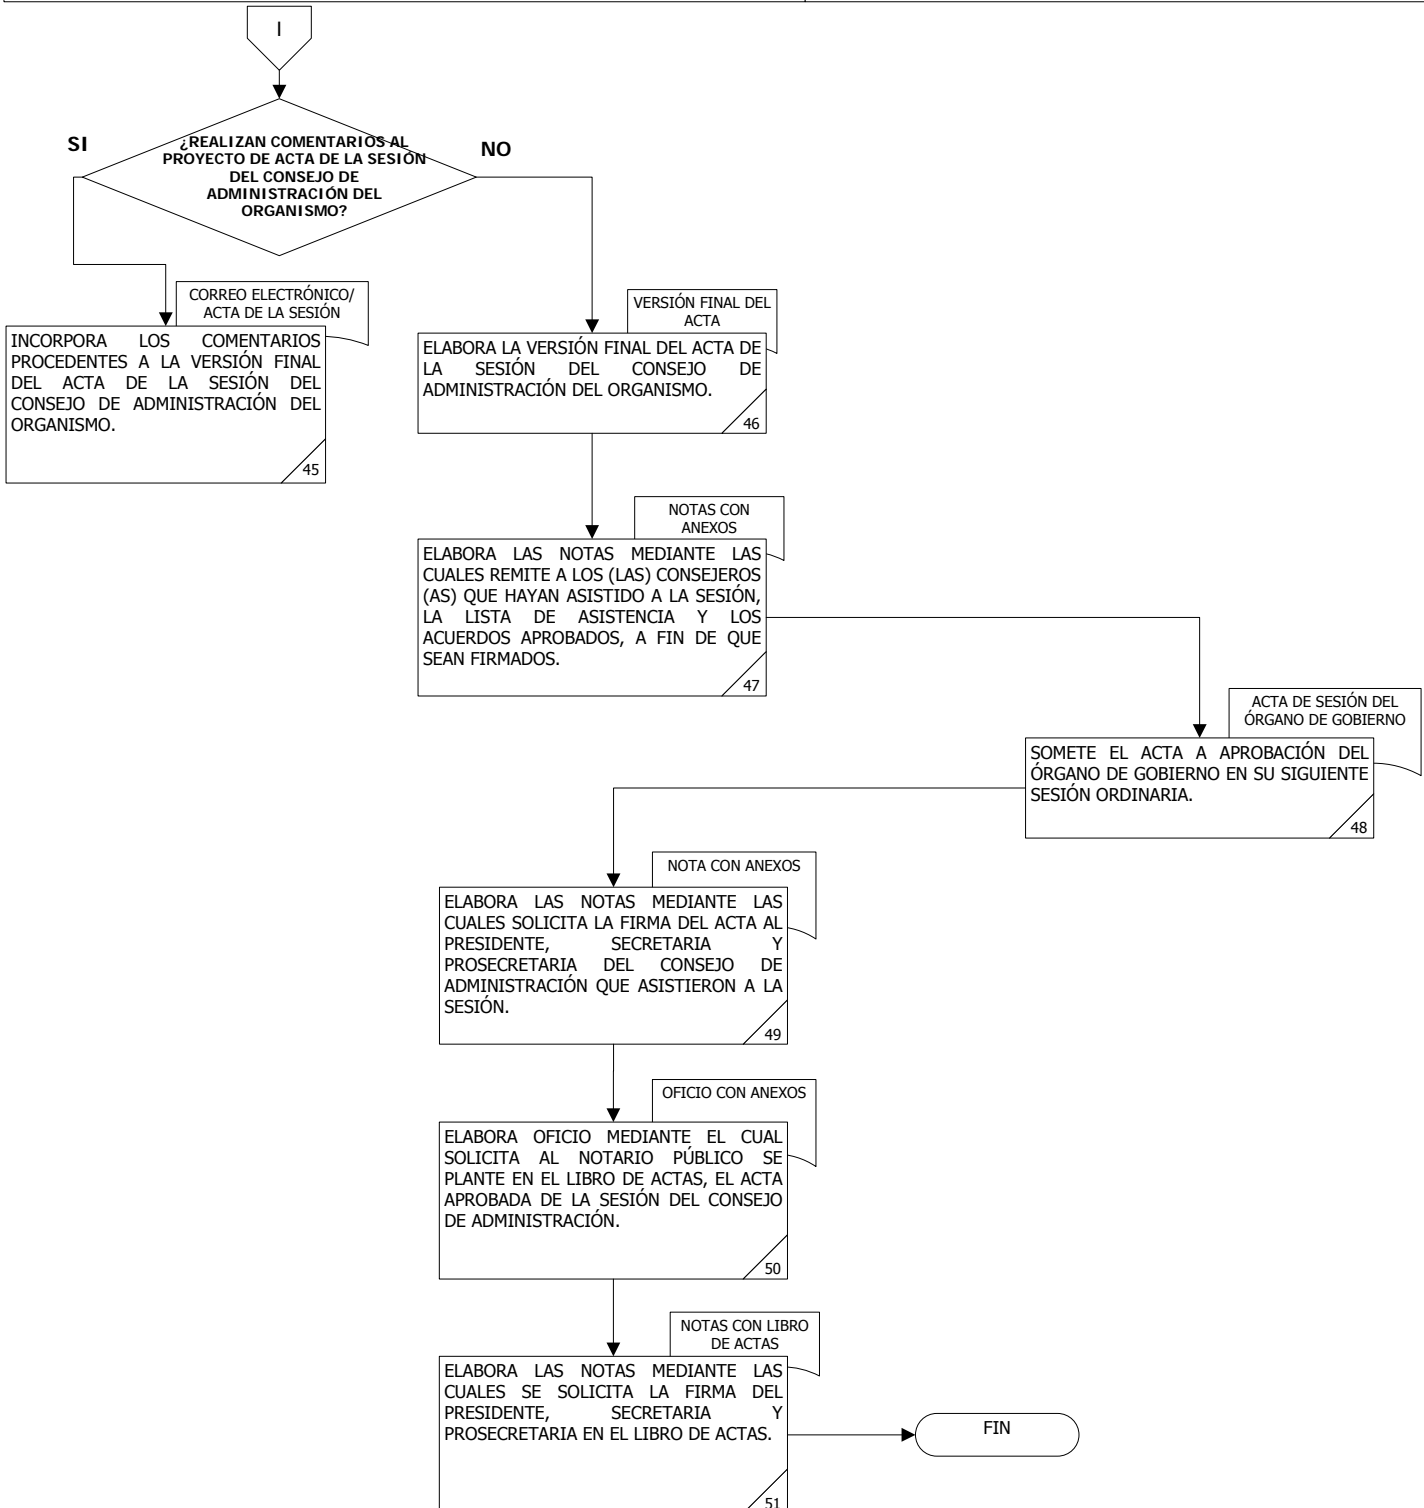 I
¿REALIZAN COMENTARIOS AL
PROYECTO DE ACTA DE LA SESIÓN
DEL CONSEJO DE
ADMINISTRACIÓN DEL
ORGANISMO?
SI
NO
CORREO ELECTRÓNICO/
ACTA DE LA SESIÓN
INCORPORA LOS COMENTARIOS
PROCEDENTES A LA VERSIÓN FINAL
DEL ACTA DE LA SESIÓN DEL
CONSEJO DE ADMINISTRACIÓN DEL
ORGANISMO.
45
VERSIÓN FINAL DEL
ACTA
ELABORA LA VERSIÓN FINAL DEL ACTA DE
LA SESIÓN DEL CONSEJO DE
ADMINISTRACIÓN DEL ORGANISMO.
46
NOTAS CON
ANEXOS
ELABORA LAS NOTAS MEDIANTE LAS
CUALES REMITE A LOS (LAS) CONSEJEROS
(AS) QUE HAYAN ASISTIDO A LA SESIÓN,
LA LISTA DE ASISTENCIA Y LOS
ACUERDOS APROBADOS, A FIN DE QUE
SEAN FIRMADOS.
47
ACTA DE SESIÓN DEL
ÓRGANO DE GOBIERNO
SOMETE EL ACTA A APROBACIÓN DEL
ÓRGANO DE GOBIERNO EN SU SIGUIENTE
SESIÓN ORDINARIA.
48
NOTA CON ANEXOS
ELABORA LAS NOTAS MEDIANTE LAS
CUALES SOLICITA LA FIRMA DEL ACTA AL
PRESIDENTE, SECRETARIA Y
PROSECRETARIA DEL CONSEJO DE
ADMINISTRACIÓN QUE ASISTIERON A LA
SESIÓN.
49
OFICIO CON ANEXOS
ELABORA OFICIO MEDIANTE EL CUAL
SOLICITA AL NOTARIO PÚBLICO SE
PLANTE EN EL LIBRO DE ACTAS, EL ACTA
APROBADA DE LA SESIÓN DEL CONSEJO
DE ADMINISTRACIÓN.
50
NOTAS CON LIBRO
DE ACTAS
ELABORA LAS NOTAS MEDIANTE LAS
CUALES SE SOLICITA LA FIRMA DEL
PRESIDENTE, SECRETARIA Y
PROSECRETARIA EN EL LIBRO DE ACTAS.
51
FIN